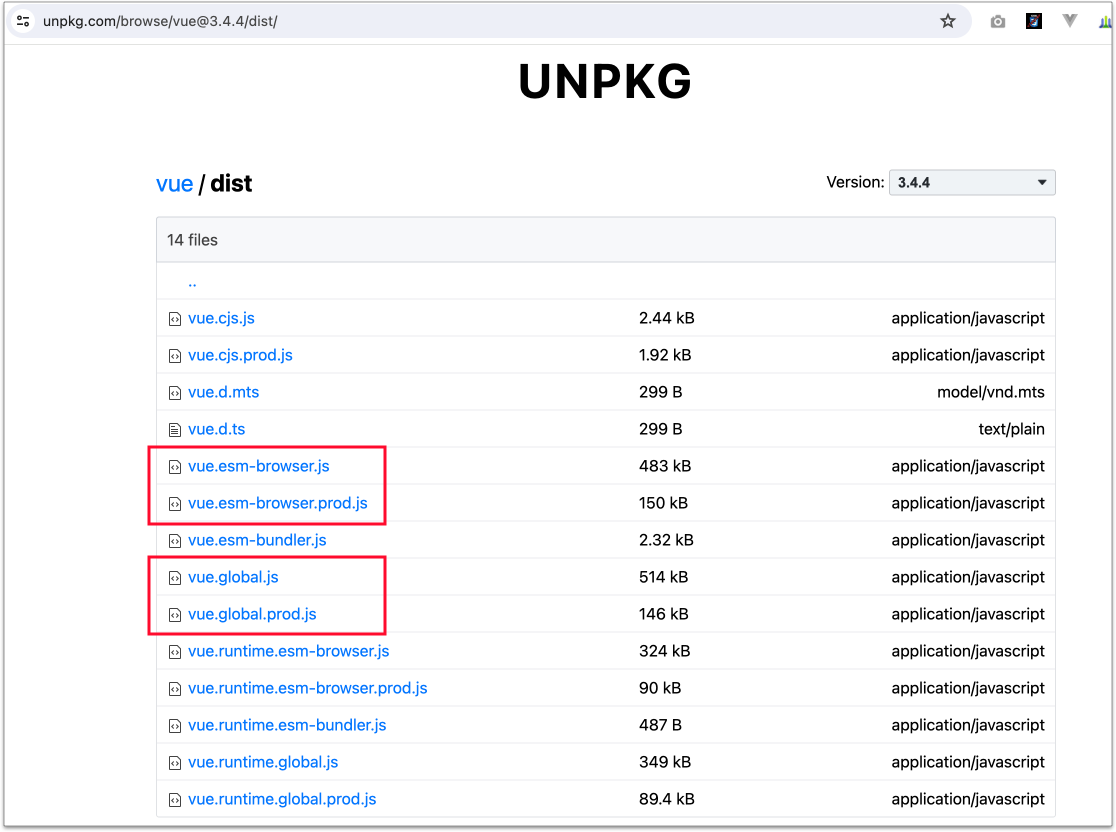 unpkg.com/browse/vue@3.4.4/dist/
UNPKG
vue / dist
Version: 3.4.4
14 files
..
vue.cjs.js 2.44 kB application/javascript
vue.cjs.prod.js 1.92 kB application/javascript
vue.d.mts 299 B model/vnd.mts
vue.d.ts 299 B text/plain
vue.esm-browser.js 483 kB application/javascript
vue.esm-browser.prod.js 150 kB application/javascript
vue.esm-bundler.js 2.32 kB application/javascript
vue.global.js 514 kB application/javascript
vue.global.prod.js 146 kB application/javascript
vue.runtime.esm-browser.js 324 kB application/javascript
vue.runtime.esm-browser.prod.js 90 kB application/javascript
vue.runtime.esm-bundler.js 487 B application/javascript
vue.runtime.global.js 349 kB application/javascript
vue.runtime.global.prod.js 89.4 kB application/javascript